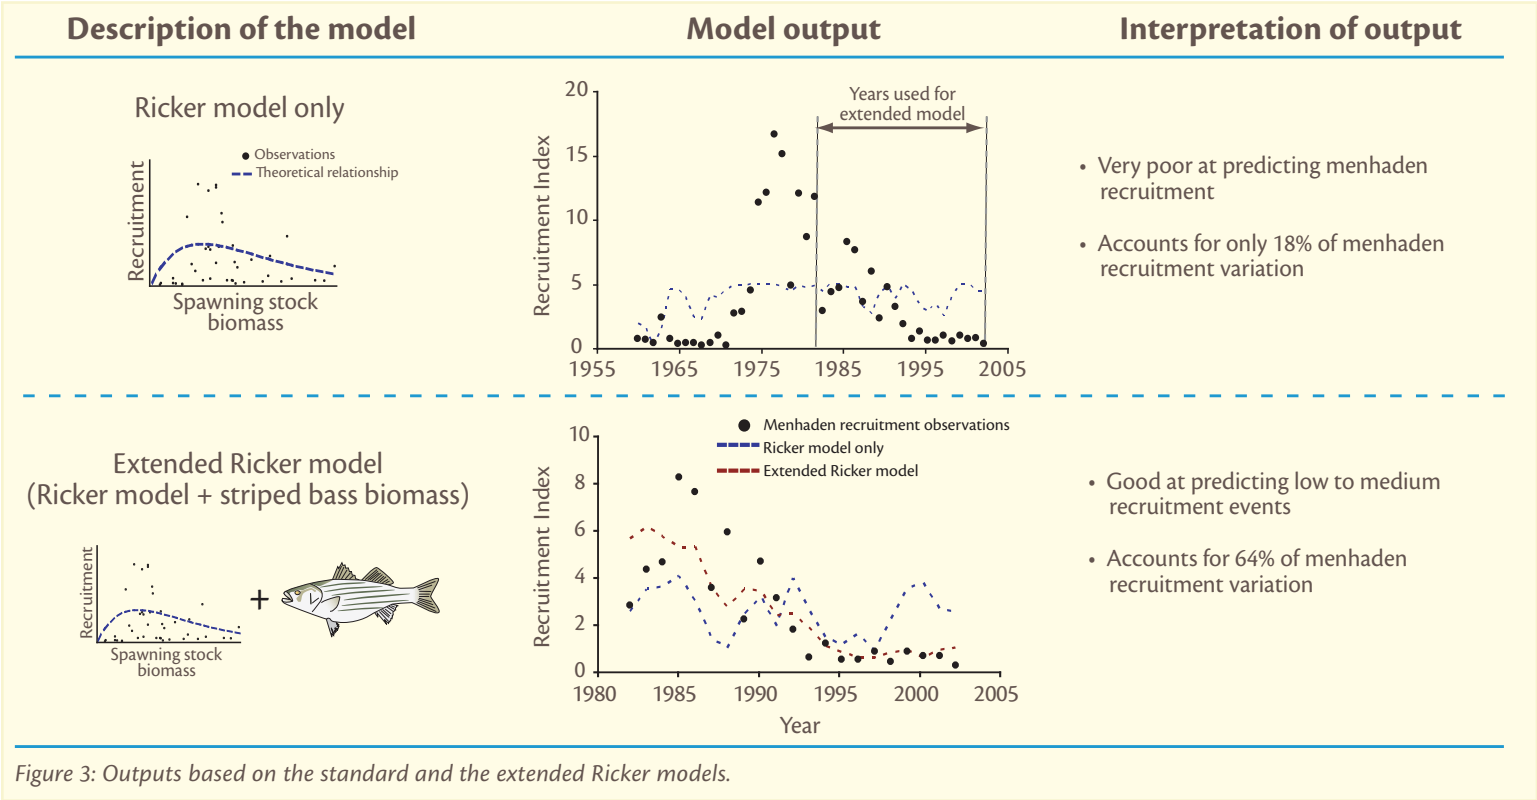 Description of the model
Model output
Interpretation of output
Ricker model only
Observations
Theoretical relationship
Recruitment
Spawning stock
biomass
Recruitment Index
20
15
10
5
0
1955
1965
1975
1985
1995
2005
Years used for
extended model
• Very poor at predicting menhaden
recruitment
• Accounts for only 18% of menhaden
recruitment variation
Extended Ricker model
(Ricker model + striped bass biomass)
Recruitment
Spawning stock
biomass
+
Recruitment Index
10
8
6
4
2
0
1980
1985
1990
1995
2000
2005
Year
Menhaden recruitment observations
Ricker model only
Extended Ricker model
• Good at predicting low to medium
recruitment events
• Accounts for 64% of menhaden
recruitment variation
Figure 3: Outputs based on the standard and the extended Ricker models.